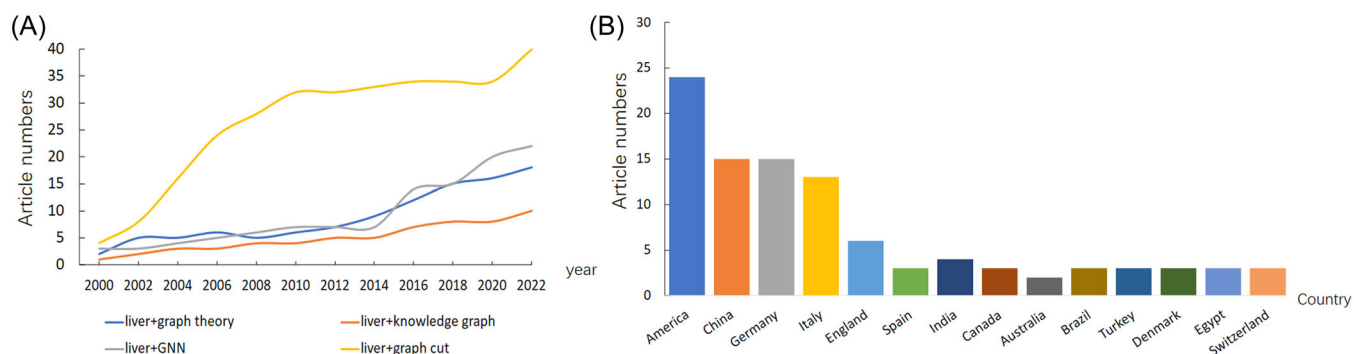 (A)
Article numbers
40
35
30
25
20
15
10
5
0
2000 2002 2004 2006 2008 2010 2012 2014 2016 2018 2020 2022
year
liver+graph theory
liver+knowledge graph
liver+GNN
liver+graph cut
(B)
Article numbers
30
25
20
15
10
5
0
America China Germany Italy England Spain India Canada Australia Brazil Turkey Denmark Egypt Switzerland
Country